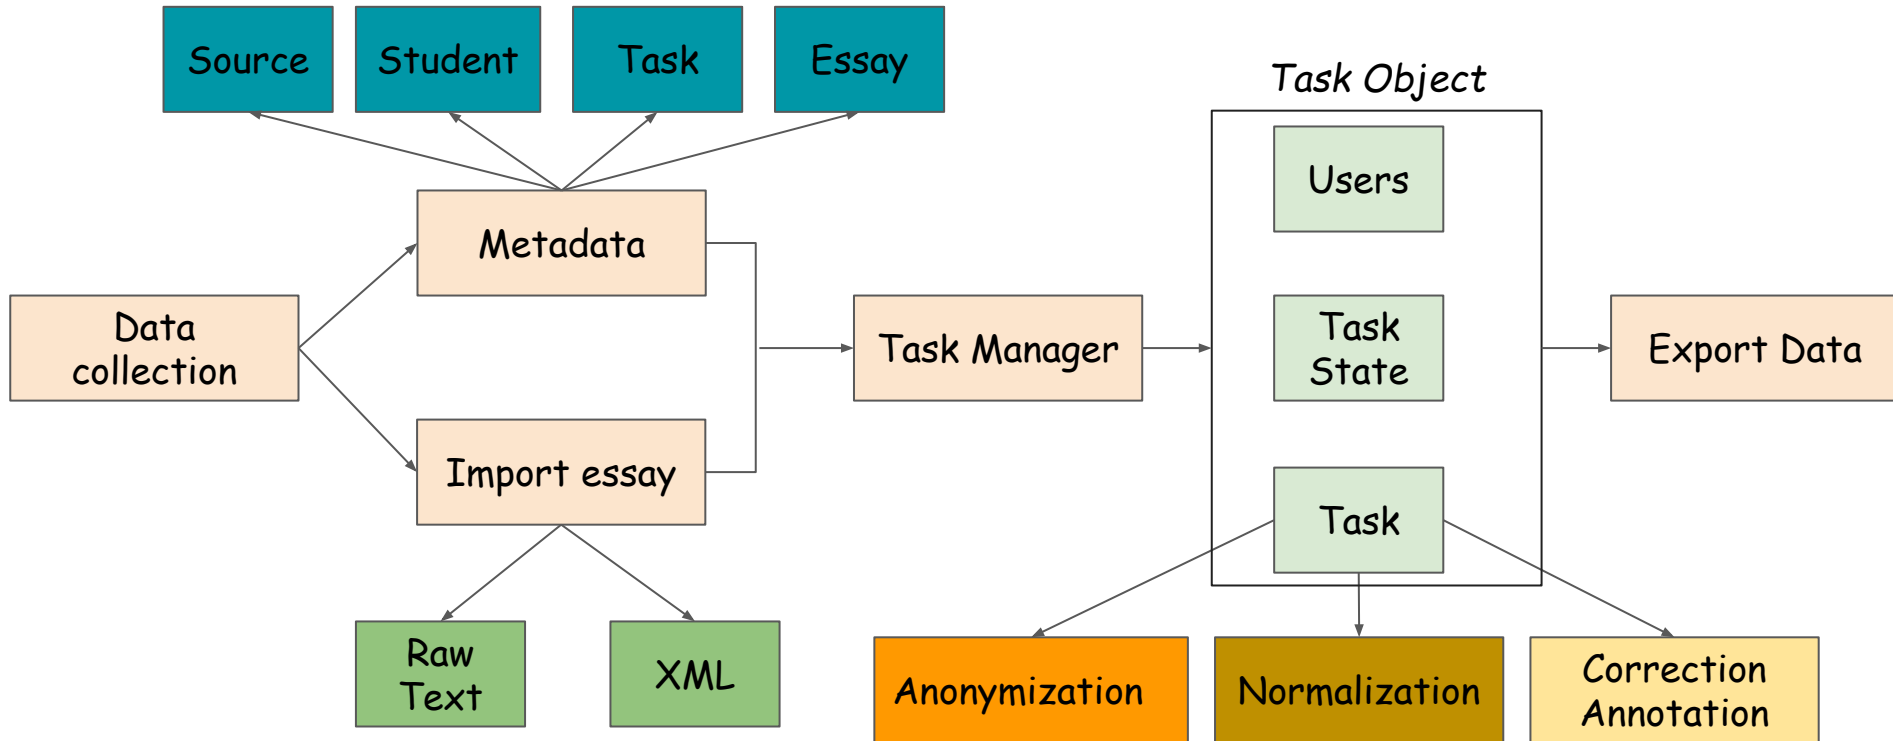 Source
Student
Task
Essay
Task Object
Users
Metadata
Data
collection
Task Manager
Task
State
Export Data
Import essay
Task
Raw
Text
XML
Anonymization
Normalization
Correction
Annotation